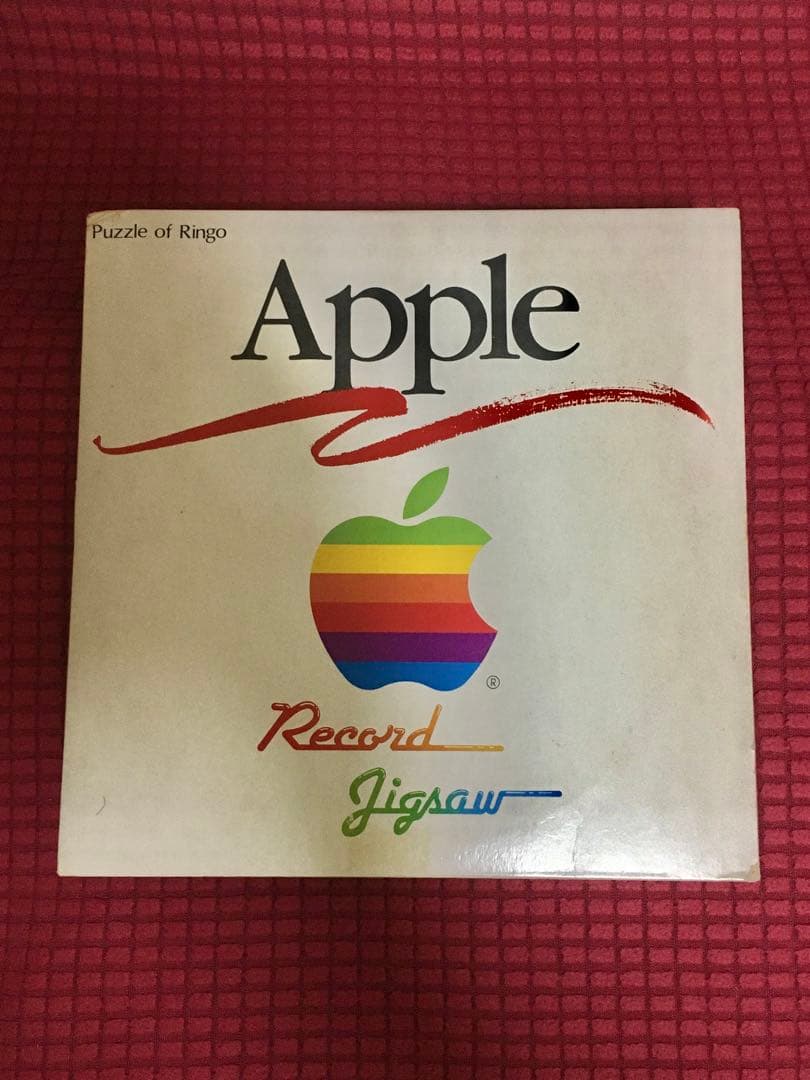 Puzzle of Ringo
Apple
®
Record
Jigsaw